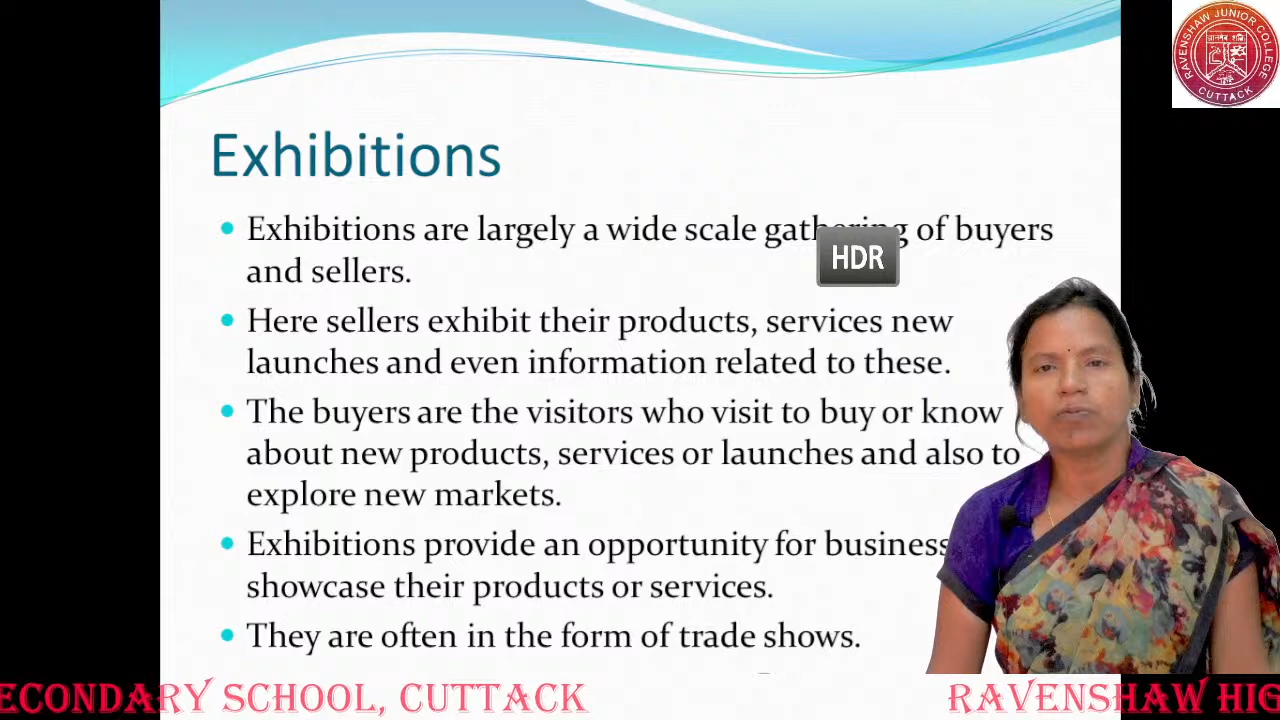 RAVENSHAW JUNIOR COLLEGE
CUTTACK
Exhibitions
Exhibitions are largely a wide scale gathering of buyers
and sellers.
HDR
Here sellers exhibit their products, services new
launches and even information related to these.
The buyers are the visitors who visit to buy or know
about new products, services or launches and also to
explore new markets.
Exhibitions provide an opportunity for business
showcase their products or services.
They are often in the form of trade shows.
ECONDARY SCHOOL, CUTTACK RAVENSHAW HIG